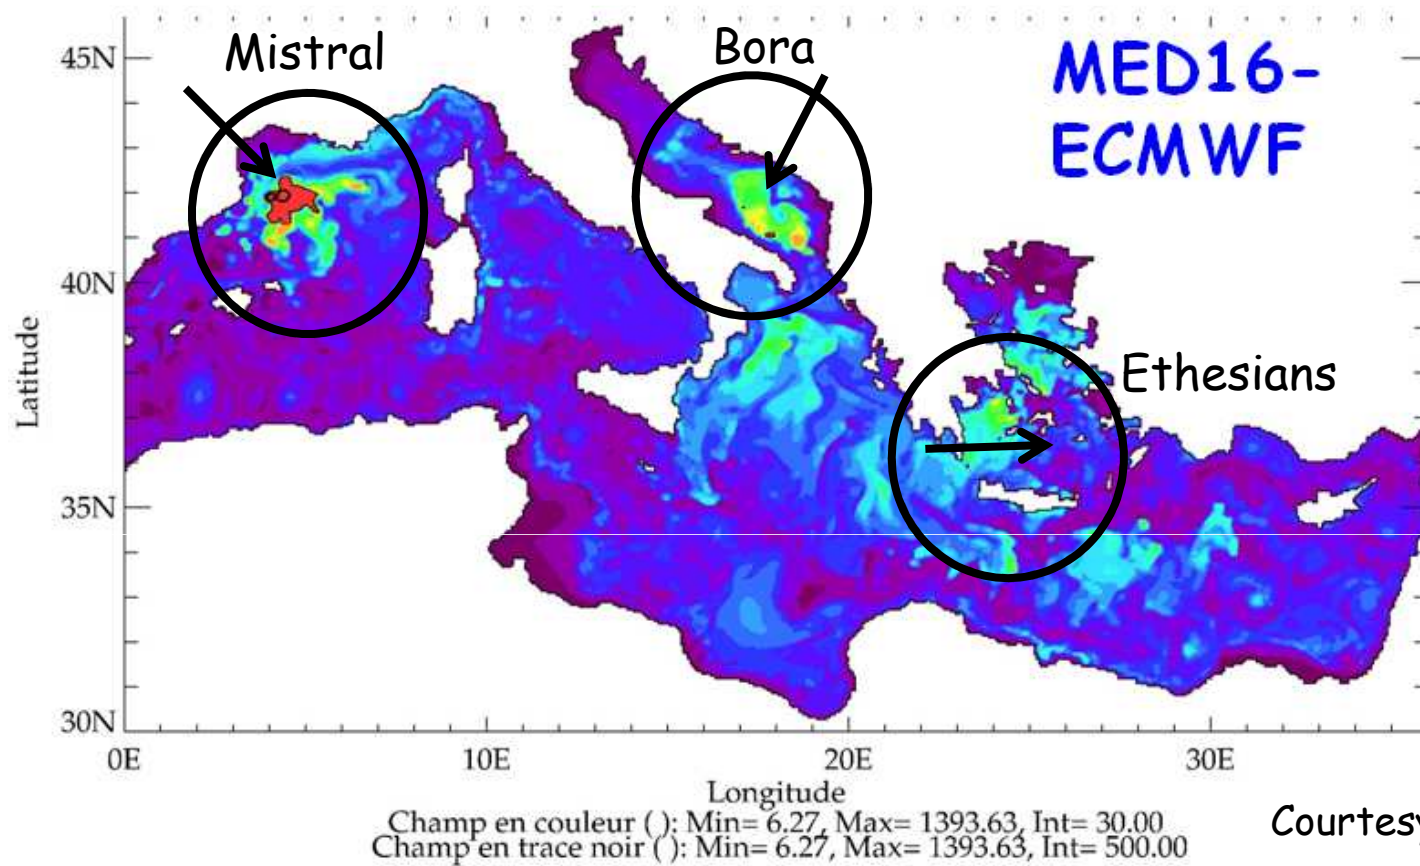 Mistral
Bora
MED16-
ECMWF
Ethesians
45N
40N
35N
30N
Latitude
0E 10E 20E 30E
Longitude
Champ en couleur ( ): Min= 6.27, Max= 1393.63, Int= 30.00
Champ en trace noir ( ): Min= 6.27, Max= 1393.63, Int= 500.00
Courtesy